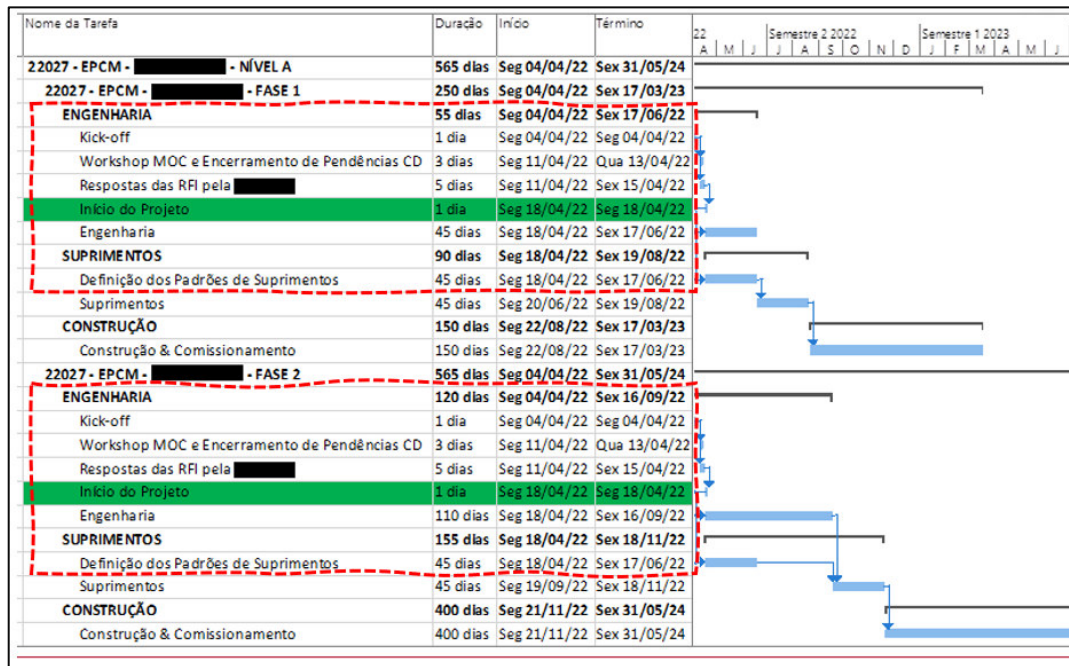 Nome da Tarefa Duração Início Término
22 Semestre 2 2022 Semestre 1 2023
A M J J A S O N D J F M A M J
22027 - EPCM - - NÍVEL A 565 dias Seg 04/04/22 Sex 31/05/24
22027 - EPCM - - FASE 1 250 dias Seg 04/04/22 Sex 17/03/23
ENGENHARIA 55 dias Seg 04/04/22 Sex 17/06/22
Kick-off 1 dia Seg 04/04/22 Seg 04/04/22
Workshop MOC e Encerramento de Pendências CD 3 dias Seg 11/04/22 Qua 13/04/22
Respostas das RFI pela 5 dias Seg 11/04/22 Sex 15/04/22
Início do Projeto 1 dia Seg 18/04/22 Seg 18/04/22
Engenharia 45 dias Seg 18/04/22 Sex 17/06/22
SUPRIMENTOS 90 dias Seg 18/04/22 Sex 19/08/22
Definição dos Padrões de Suprimentos 45 dias Seg 18/04/22 Sex 17/06/22
Suprimentos 45 dias Seg 20/06/22 Sex 19/08/22
CONSTRUÇÃO 150 dias Seg 22/08/22 Sex 17/03/23
Construção & Comissionamento 150 dias Seg 22/08/22 Sex 17/03/23
22027 - EPCM - - FASE 2 565 dias Seg 04/04/22 Sex 31/05/24
ENGENHARIA 120 dias Seg 04/04/22 Sex 16/09/22
Kick-off 1 dia Seg 04/04/22 Seg 04/04/22
Workshop MOC e Encerramento de Pendências CD 3 dias Seg 11/04/22 Qua 13/04/22
Respostas das RFI pela 5 dias Seg 11/04/22 Sex 15/04/22
Início do Projeto 1 dia Seg 18/04/22 Seg 18/04/22
Engenharia 110 dias Seg 18/04/22 Sex 16/09/22
SUPRIMENTOS 155 dias Seg 18/04/22 Sex 18/11/22
Definição dos Padrões de Suprimentos 45 dias Seg 18/04/22 Sex 17/06/22
Suprimentos 45 dias Seg 19/09/22 Sex 18/11/22
CONSTRUÇÃO 400 dias Seg 21/11/22 Sex 31/05/24
Construção & Comissionamento 400 dias Seg 21/11/22 Sex 31/05/24